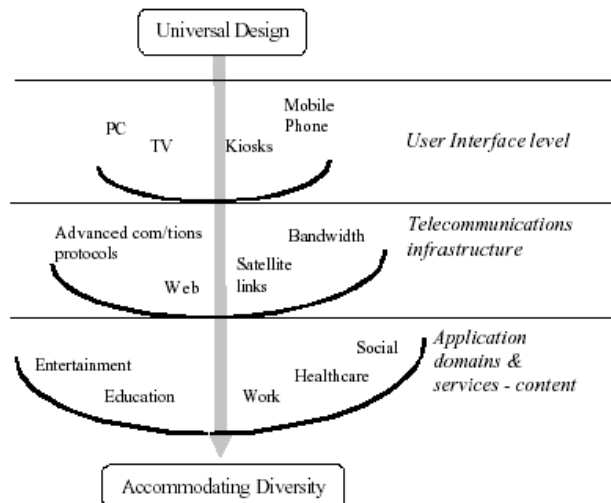 Universal Design
Mobile
Phone
PC
TV
Kiosks
User Interface level
Advanced com/tions
protocols
Web
Satellite
links
Bandwidth
Telecommunications
infrastructure
Entertainment
Education
Work
Healthcare
Social
Application
domains &
services - content
Accommodating Diversity